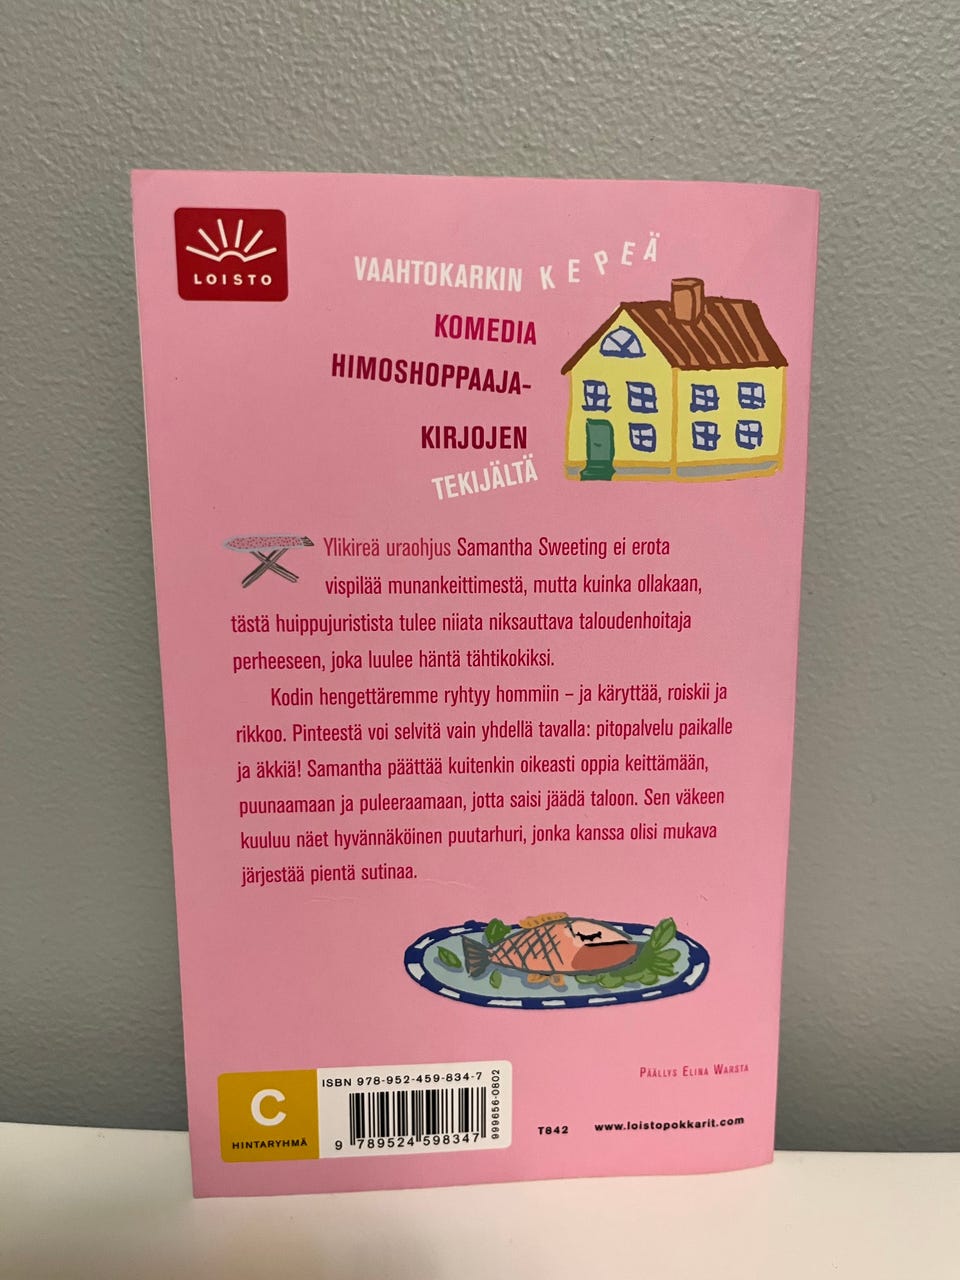 LOISTO
VAAHTOKARKIN KEPEÄ
KOMEDIA
HIMOSHOPPAAJA-
KIRJOJEN
TEKIJÄLTÄ
Ylikireä uraohjus Samantha Sweeting ei erota
vispilää munankeittimestä, mutta kuinka ollakaan,
tästä huippujuristista tulee niiata niksauttava taloudenhoitaja
perheeseen, joka luulee häntä tähtikokiksi.
Kodin hengettäremme ryhtyy hommiin – ja käryttää, roiskii ja
rikkoo. Pinteestä voi selvitä vain yhdellä tavalla: pitopalvelu paikalle
ja äkkiä! Samantha päättää kuitenkin oikeasti oppia keittämään,
puunaamaan ja puleeraamaan, jotta saisi jäädä taloon. Sen väkeen
kuuluu näet hyvännäköinen puutarhuri, jonka kanssa olisi mukava
järjestää pientä sutinaa.
PÄÄLLYS ELINA WARSTA
C
HINTARYHMÄ
ISBN 978-952-459-834-7
9 789524 598347
999656-0802
T842
www.loistopokkarit.com